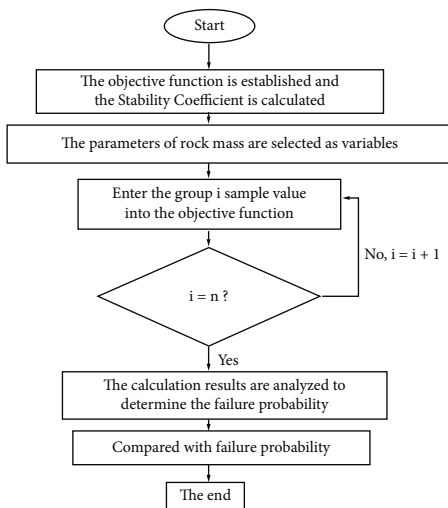 Start
The objective function is established and
the Stability Coefficient is calculated
The parameters of rock mass are selected as variables
Enter the group i sample value
into the objective function
No, i = i + 1
i = n ?
Yes
The calculation results are analyzed to
determine the failure probability
Compared with failure probability
The end